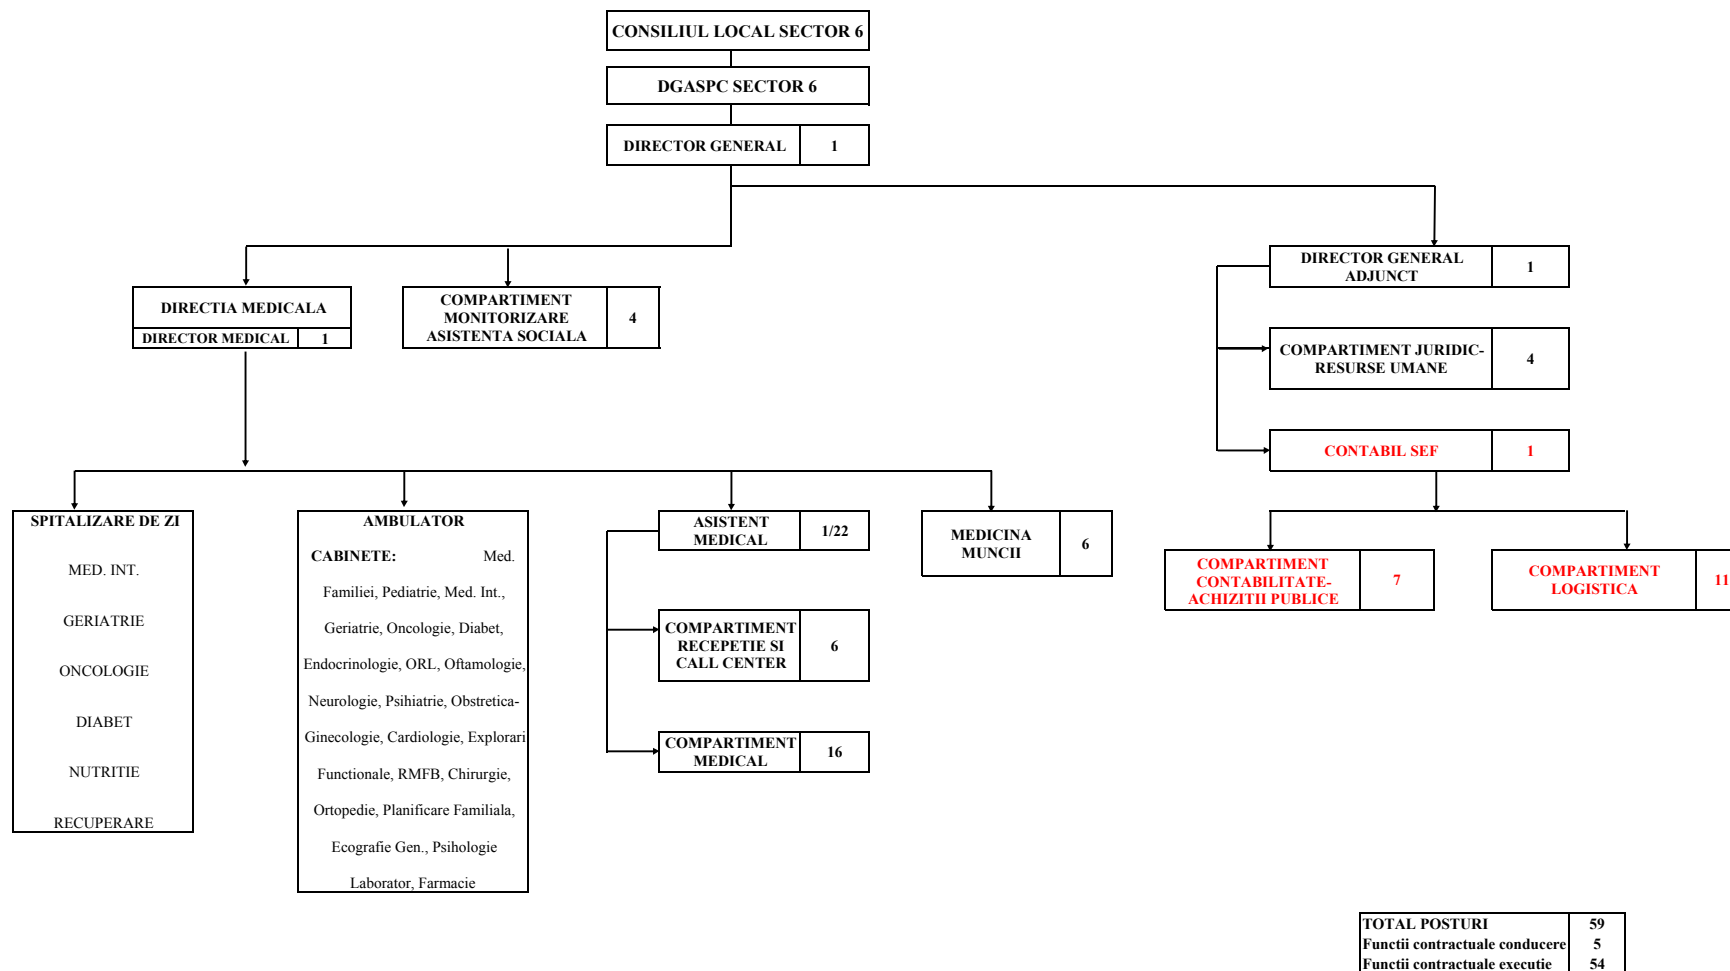 CONSILIUL LOCAL SECTOR 6
DGASPC SECTOR 6
DIRECTOR GENERAL 1
DIRECTIA MEDICALA
DIRECTOR MEDICAL 1
COMPARTIMENT
MONITORIZARE
ASISTENTA SOCIALA
4
DIRECTOR GENERAL
ADJUNCT
1
COMPARTIMENT JURIDIC-
RESURSE UMANE
4
CONTABIL SEF 1
SPITALIZARE DE ZI
MED. INT.
GERIATRIE
ONCOLOGIE
DIABET
NUTRITIE
RECUPERARE
AMBULATOR
CABINETE: Med.
Familiei, Pediatrie, Med. Int.,
Geriatrie, Oncologie, Diabet,
Endocrinologie, ORL, Oftamologie,
Neurologie, Psihiatrie, Obstretica-
Ginecologie, Cardiologie, Explorari
Functionale, RMFB, Chirurgie,
Ortopedie, Planificare Familiala,
Ecografie Gen., Psihologie
Laborator, Farmacie
ASISTENT
MEDICAL
1/22
COMPARTIMENT
RECEPETIE SI
CALL CENTER
6
COMPARTIMENT
MEDICAL
16
MEDICINA
MUNCII
6
COMPARTIMENT
CONTABILITATE-
ACHIZITII PUBLICE
7
COMPARTIMENT
LOGISTICA
11
TOTAL POSTURI 59
Functii contractuale conducere 5
Functii contractuale executie 54